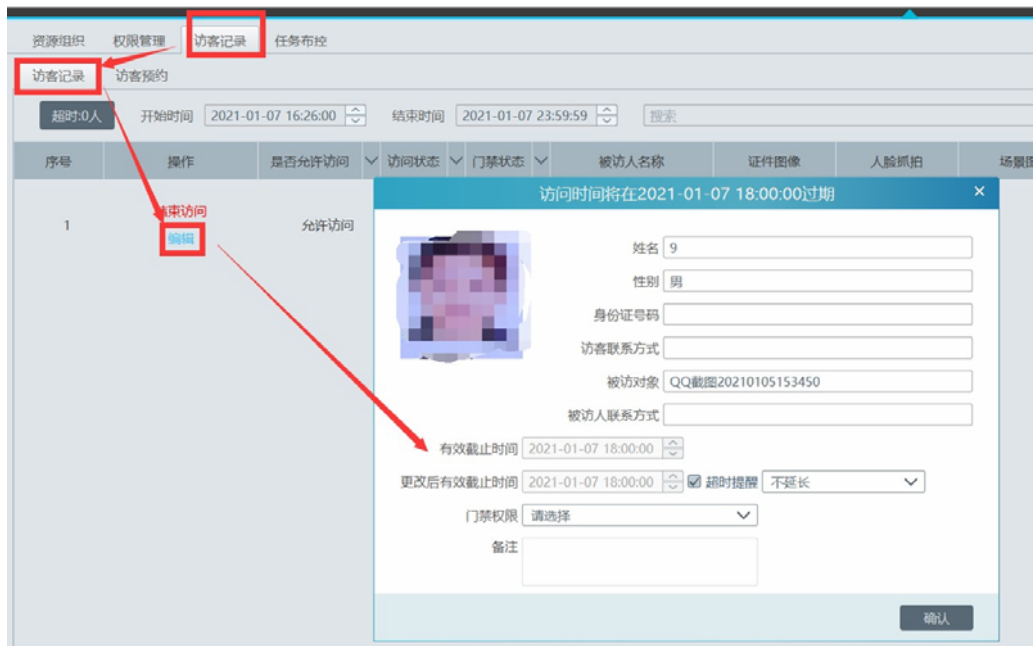 资源组织 权限管理 访客记录 任务布控
访客记录 访客预约
超时:0人 开始时间 2021-01-07 16:26:00 结束时间 2021-01-07 23:59:59 搜索
序号 操作 是否允许访问 访问状态 门禁状态 被访人名称 证件图像 人脸抓拍 场景图
访问时间将在2021-01-07 18:00:00过期
1 结束访问 允许访问
编辑
姓名 9
性别 男
身份证号码
访客联系方式
被访对象 QQ截图20210105153450
被访人联系方式
有效截止时间 2021-01-07 18:00:00
更改后有效截止时间 2021-01-07 18:00:00 超时提醒 不延长
门禁权限 请选择
备注
确认